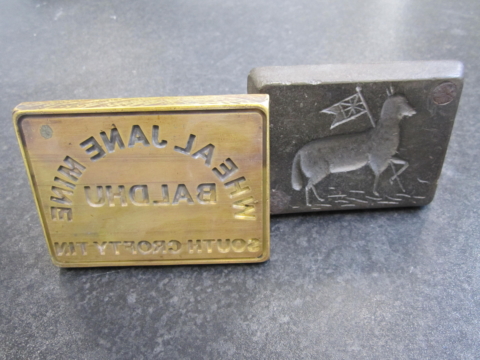 WHEAL JANE MINE
BALDHU
SOUTH CROFTY TIN